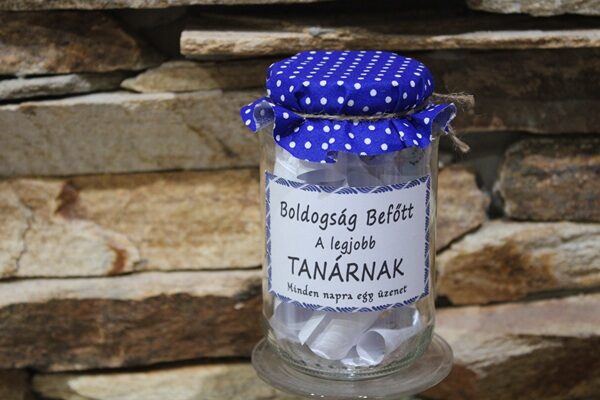 Boldogság Befőtt
A legjobb
TANÁRNAK
Minden napra egy üzenet